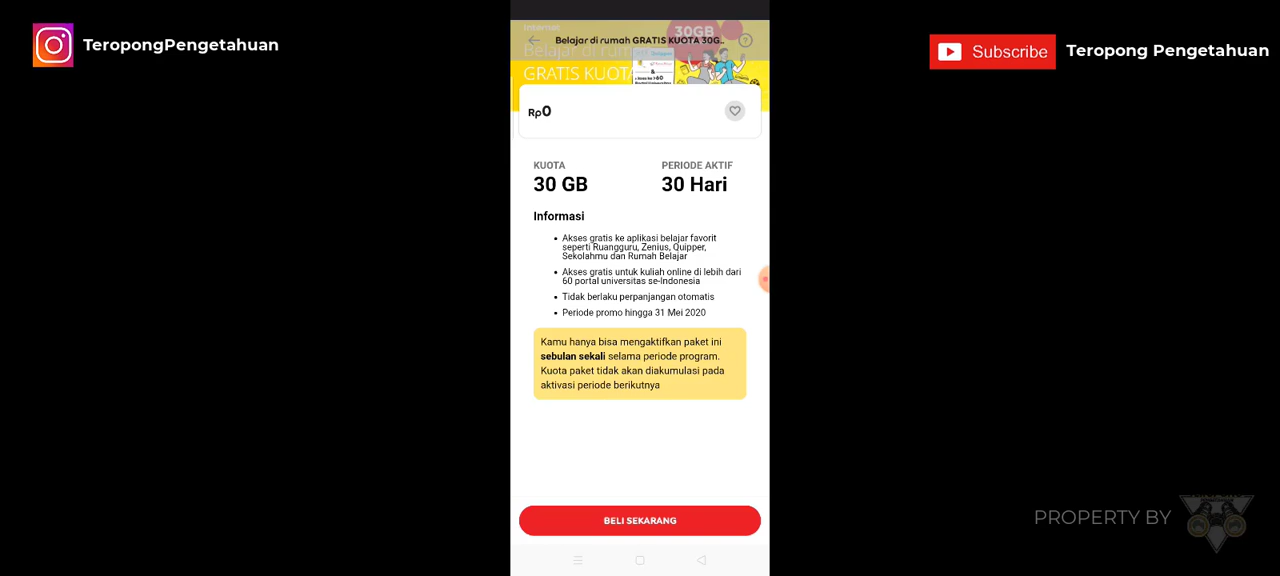 TeropongPengetahuan
Subscribe
Teropong Pengetahuan
Internet
30GB
Belajar di rumah GRATIS KUOTA 30G..
Belajar di rum
GRATIS KUOTA
Rp0
KUOTA
PERIODE AKTIF
30 GB
30 Hari
Informasi
• Akses gratis ke aplikasi belajar favorit
seperti Ruangguru, Zenius, Quipper,
Sekolahmu dan Rumah Belajar
• Akses gratis untuk kuliah online di lebih dari
60 portal universitas se-Indonesia
• Tidak berlaku perpanjangan otomatis
• Periode promo hingga 31 Mei 2020
Kamu hanya bisa mengaktifkan paket ini
sebulan sekali selama periode program.
Kuota paket tidak akan diakumulasi pada
aktivasi periode berikutnya
BELI SEKARANG
PROPERTY BY